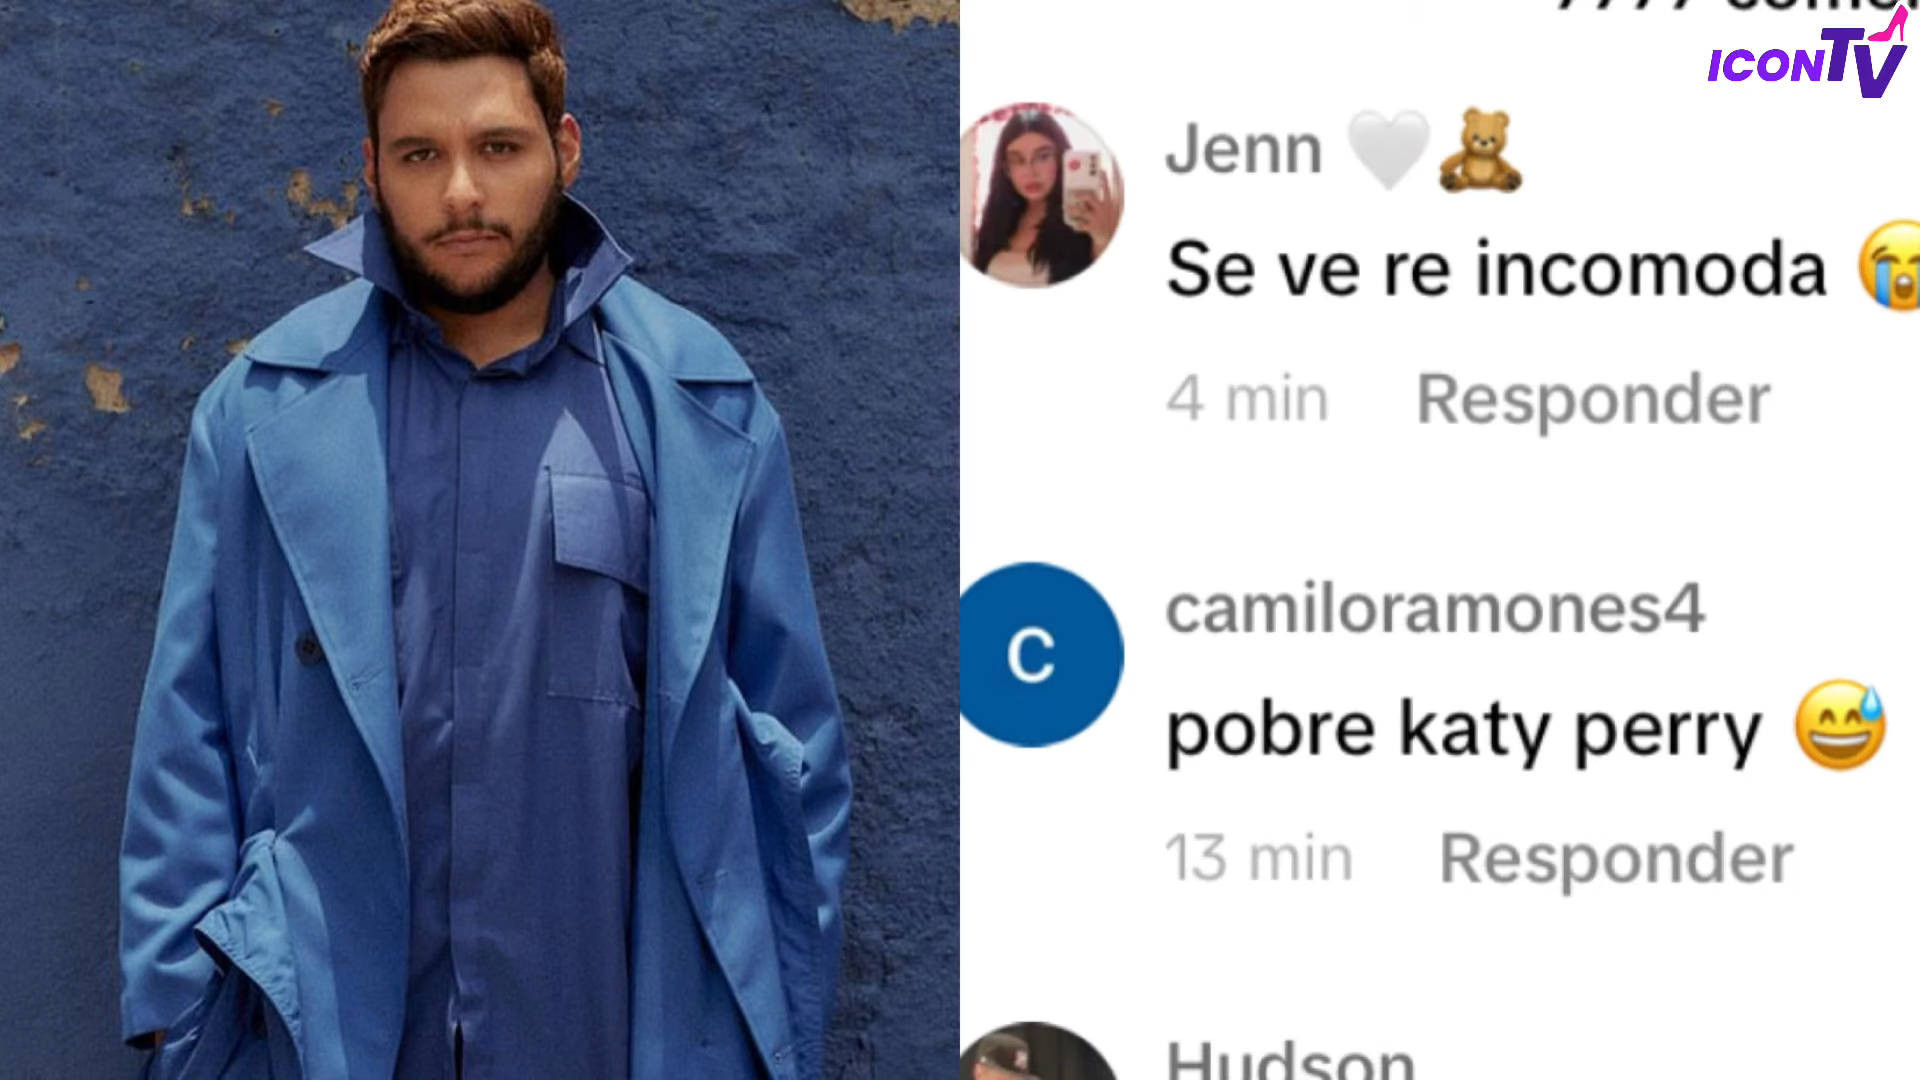 ICONTV
Jenn
Se ve re incomoda
4 min Responder
camiloramones4
pobre katy perry
C
13 min Responder
Hudson